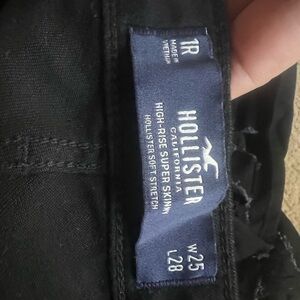 1R
MADE IN
VIETNAM
HOLLISTER
CALIFORNIA
HIGH-RISE SUPER SKINNY
HOLLISTER SOFT STRETCH
W25
L28